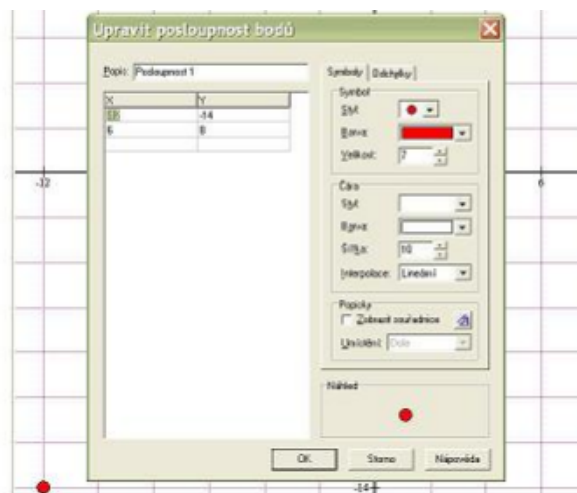 Upravit posloupnost bodů
Popis: Posloupnost 1
X Y
-14
6 8
Symboly Odchylky
Symbol
Styl:
Barva:
Velikost: 7
Čára
Styl:
Barva:
Šířka: 10
Interpolace: Lineární
Popisky
Zobrazit souřadnice
Umístění: Dole
Náhled
OK Storno Nápověda
-12
6
-14